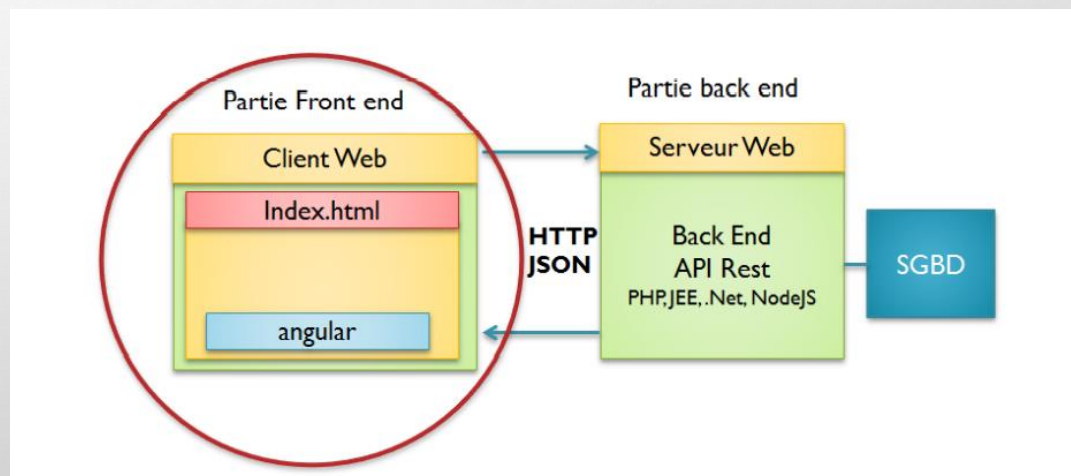 Partie Front end
Client Web
Index.html
angular
HTTP
JSON
Partie back end
Serveur Web
Back End
API Rest
PHP,JEE,.Net, NodeJS
SGBD